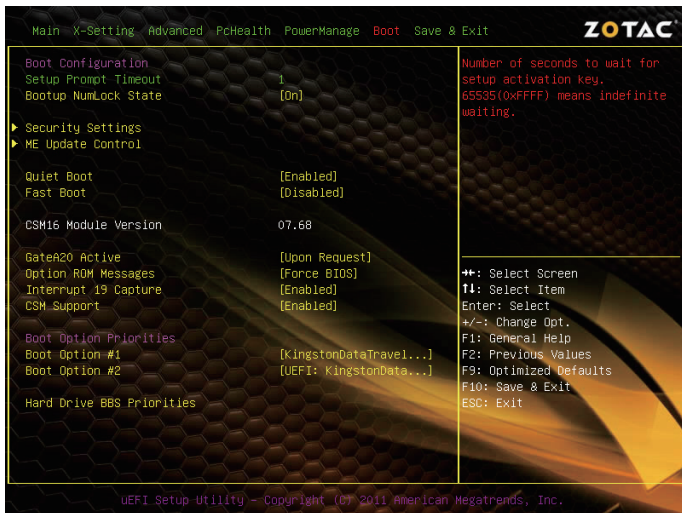 Main X-Setting Advanced PcHealth PowerManage Boot Save & Exit ZOTAC
Boot Configuration
Setup Prompt Timeout 1
Bootup NumLock State [On]
Security Settings
ME Update Control
Quiet Boot [Enabled]
Fast Boot [Disabled]
CSM16 Module Version 07.68
GateA20 Active [Upon Request]
Option ROM Messages [Force BIOS]
Interrupt 19 Capture [Enabled]
CSM Support [Enabled]
Boot Option Priorities
Boot Option #1 [KingstonDataTravel...]
Boot Option #2 [UEFI: KingstonData...]
Hard Drive BBS Priorities
Number of seconds to wait for
setup activation key.
65535(0xFFFF) means indefinite
waiting.
→←: Select Screen
↑↓: Select Item
Enter: Select
+/-: Change Opt.
F1: General Help
F2: Previous Values
F9: Optimized Defaults
F10: Save & Exit
ESC: Exit
uEFI Setup Utility - Copyright (C) 2011 American Megatrends, Inc.